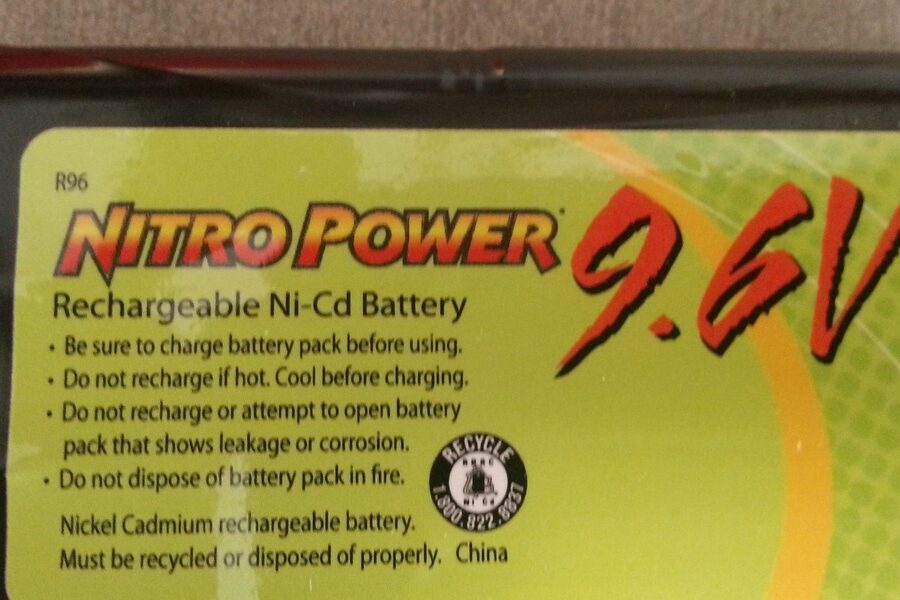 R96
NITRO POWER
9.6V
Rechargeable Ni-Cd Battery
• Be sure to charge battery pack before using.
• Do not recharge if hot. Cool before charging.
• Do not recharge or attempt to open battery
pack that shows leakage or corrosion.
• Do not dispose of battery pack in fire.
RECYCLE
RBRC
Ni Cd
1.800.822.8837
Nickel Cadmium rechargeable battery.
Must be recycled or disposed of properly. China